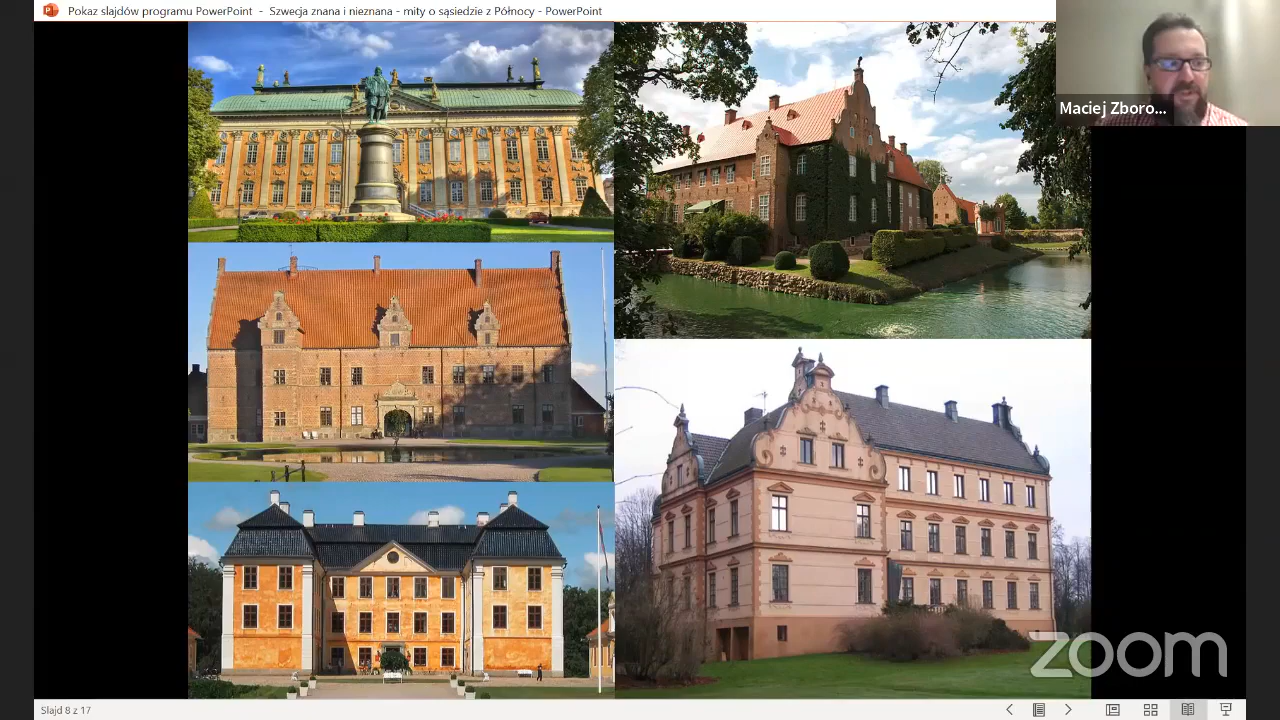 Pokaz slajdów programu PowerPoint - Szwecja znana i nieznana - mity o sąsiedzie z Północy - PowerPoint
Maciej Zboro...
zoom
Slajd 8 z 17